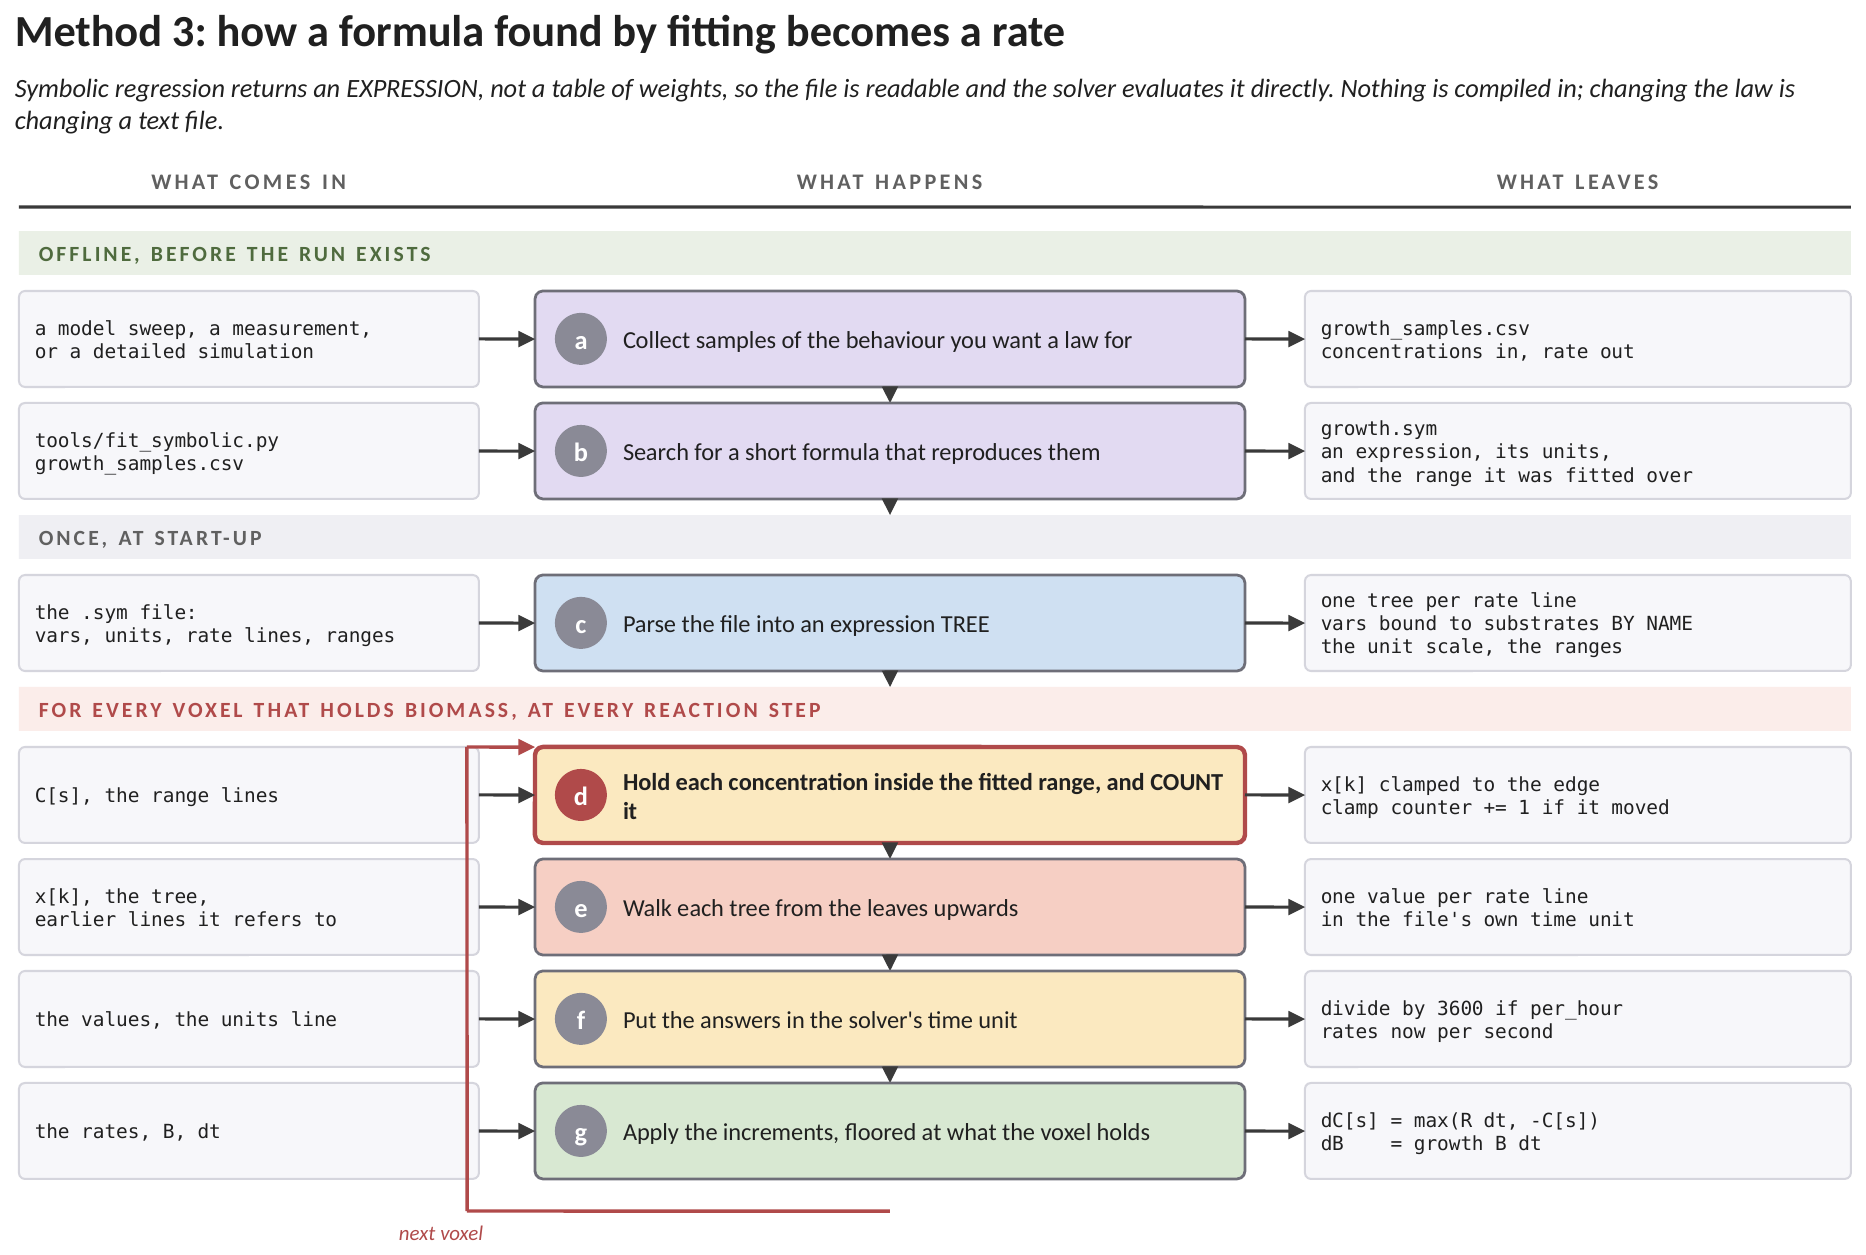 Method 3: how a formula found by fitting becomes a rate
Symbolic regression returns an EXPRESSION, not a table of weights, so the file is readable and the solver evaluates it directly. Nothing is compiled in; changing the law is
changing a text file.
WHAT COMES IN
WHAT HAPPENS
WHAT LEAVES
OFFLINE, BEFORE THE RUN EXISTS
a model sweep, a measurement,
or a detailed simulation
a
Collect samples of the behaviour you want a law for
growth_samples.csv
concentrations in, rate out
tools/fit_symbolic.py
growth_samples.csv
b
Search for a short formula that reproduces them
growth.sym
an expression, its units,
and the range it was fitted over
ONCE, AT START-UP
the .sym file:
vars, units, rate lines, ranges
c
Parse the file into an expression TREE
one tree per rate line
vars bound to substrates BY NAME
the unit scale, the ranges
FOR EVERY VOXEL THAT HOLDS BIOMASS, AT EVERY REACTION STEP
C[s], the range lines
d
Hold each concentration inside the fitted range, and COUNT
it
x[k] clamped to the edge
clamp counter += 1 if it moved
x[k], the tree,
earlier lines it refers to
e
Walk each tree from the leaves upwards
one value per rate line
in the file's own time unit
the values, the units line
f
Put the answers in the solver's time unit
divide by 3600 if per_hour
rates now per second
the rates, B, dt
g
Apply the increments, floored at what the voxel holds
dC[s] = max(R dt, -C[s])
dB    = growth B dt
next voxel